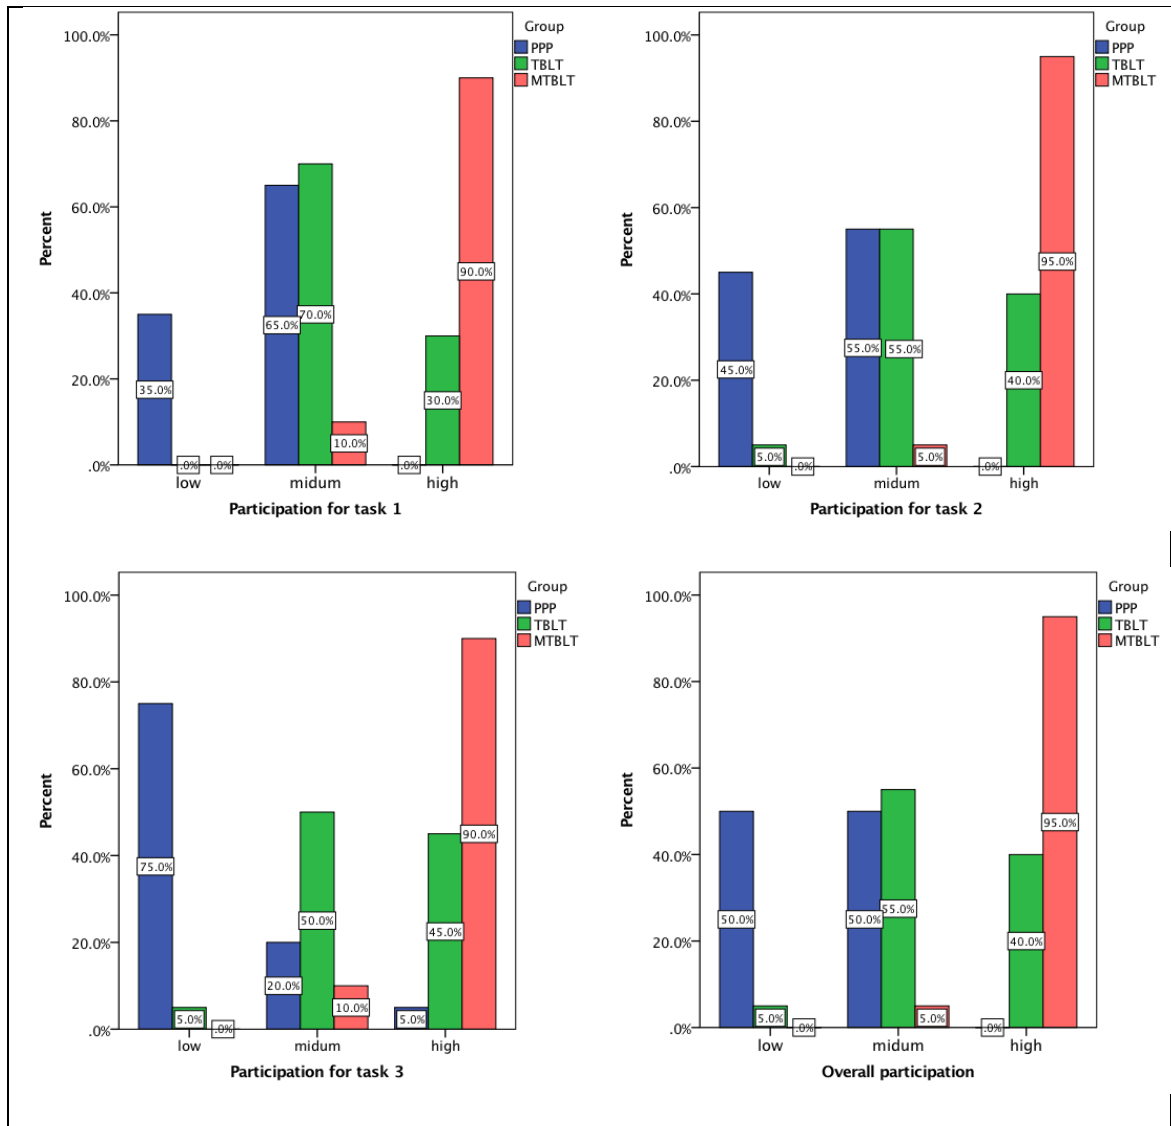 Group
PPP
TBLT
MTBLT
100.0%
80.0%
60.0%
40.0%
20.0%
.0%
Percent
35.0%
.0%
.0%
65.0%
70.0%
10.0%
.0%
30.0%
90.0%
low midum high
Participation for task 1
Group
PPP
TBLT
MTBLT
100.0%
80.0%
60.0%
40.0%
20.0%
.0%
Percent
45.0%
5.0%
.0%
55.0%
55.0%
5.0%
.0%
40.0%
95.0%
low midum high
Participation for task 2
Group
PPP
TBLT
MTBLT
100.0%
80.0%
60.0%
40.0%
20.0%
.0%
Percent
75.0%
5.0%
.0%
20.0%
50.0%
10.0%
5.0%
45.0%
90.0%
low midum high
Participation for task 3
Group
PPP
TBLT
MTBLT
100.0%
80.0%
60.0%
40.0%
20.0%
.0%
Percent
50.0%
5.0%
.0%
50.0%
55.0%
5.0%
.0%
40.0%
95.0%
low midum high
Overall participation